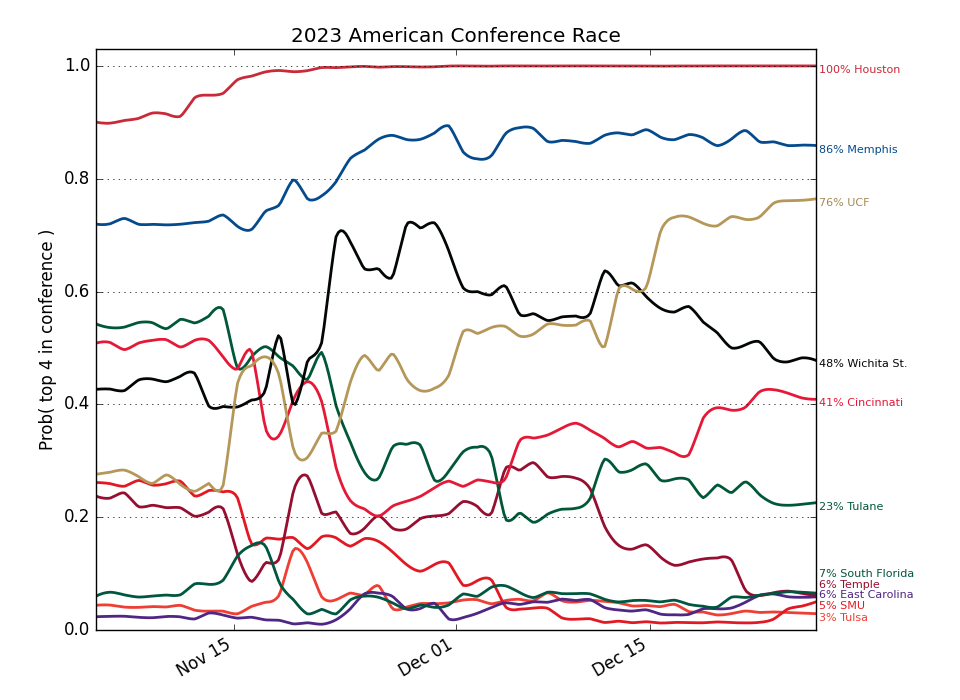 2023 American Conference Race
Prob( top 4 in conference )
1.0
0.8
0.6
0.4
0.2
0.0
Nov 15
Dec 01
Dec 15
100% Houston
86% Memphis
76% UCF
48% Wichita St.
41% Cincinnati
23% Tulane
7% South Florida
6% Temple
6% East Carolina
5% SMU
3% Tulsa